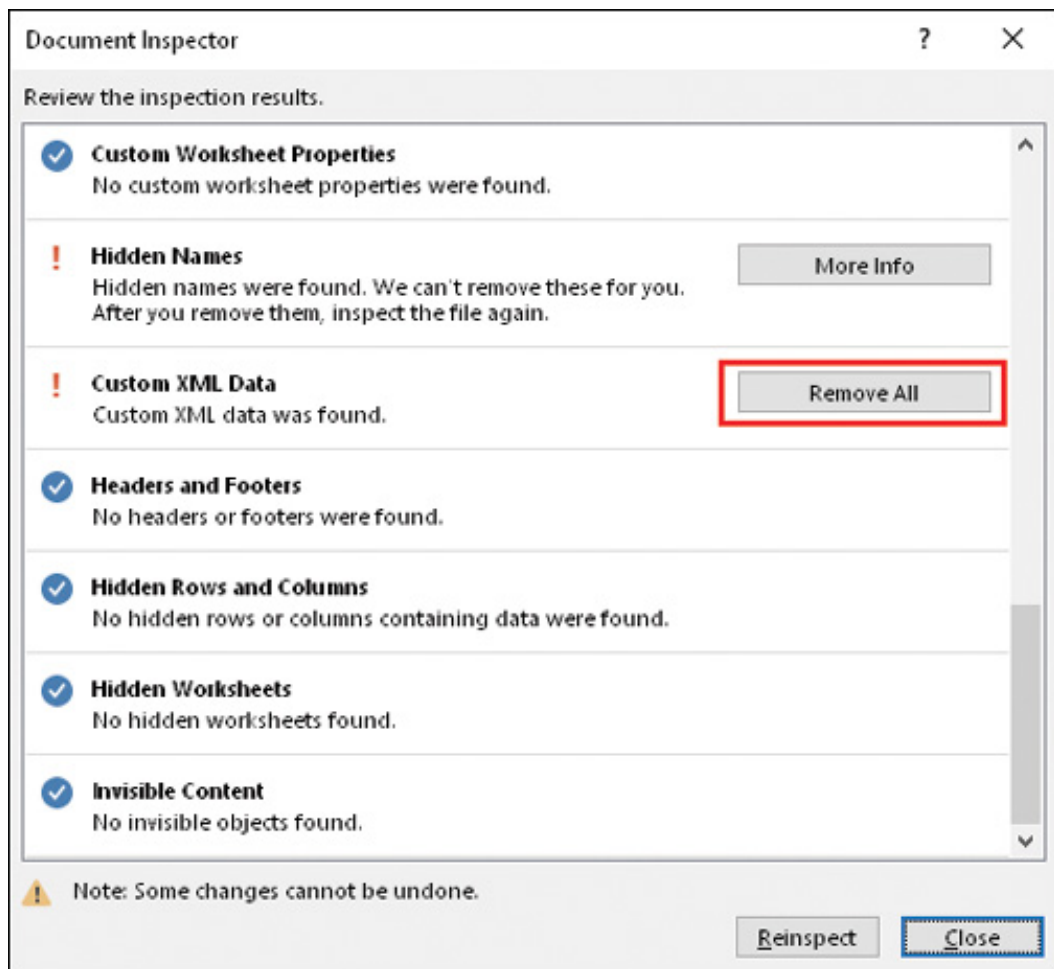 Document Inspector
?
Review the inspection results.
Custom Worksheet Properties
No custom worksheet properties were found.
Hidden Names
More Info
Hidden names were found. We can't remove these for you.
After you remove them, inspect the file again.
Custom XML Data
Remove All
Custom XML data was found.
Headers and Footers
No headers or footers were found.
Hidden Rows and Columns
No hidden rows or columns containing data were found.
Hidden Worksheets
No hidden worksheets found.
Invisible Content
No invisible objects found.
Note: Some changes cannot be undone.
Reinspect
Close